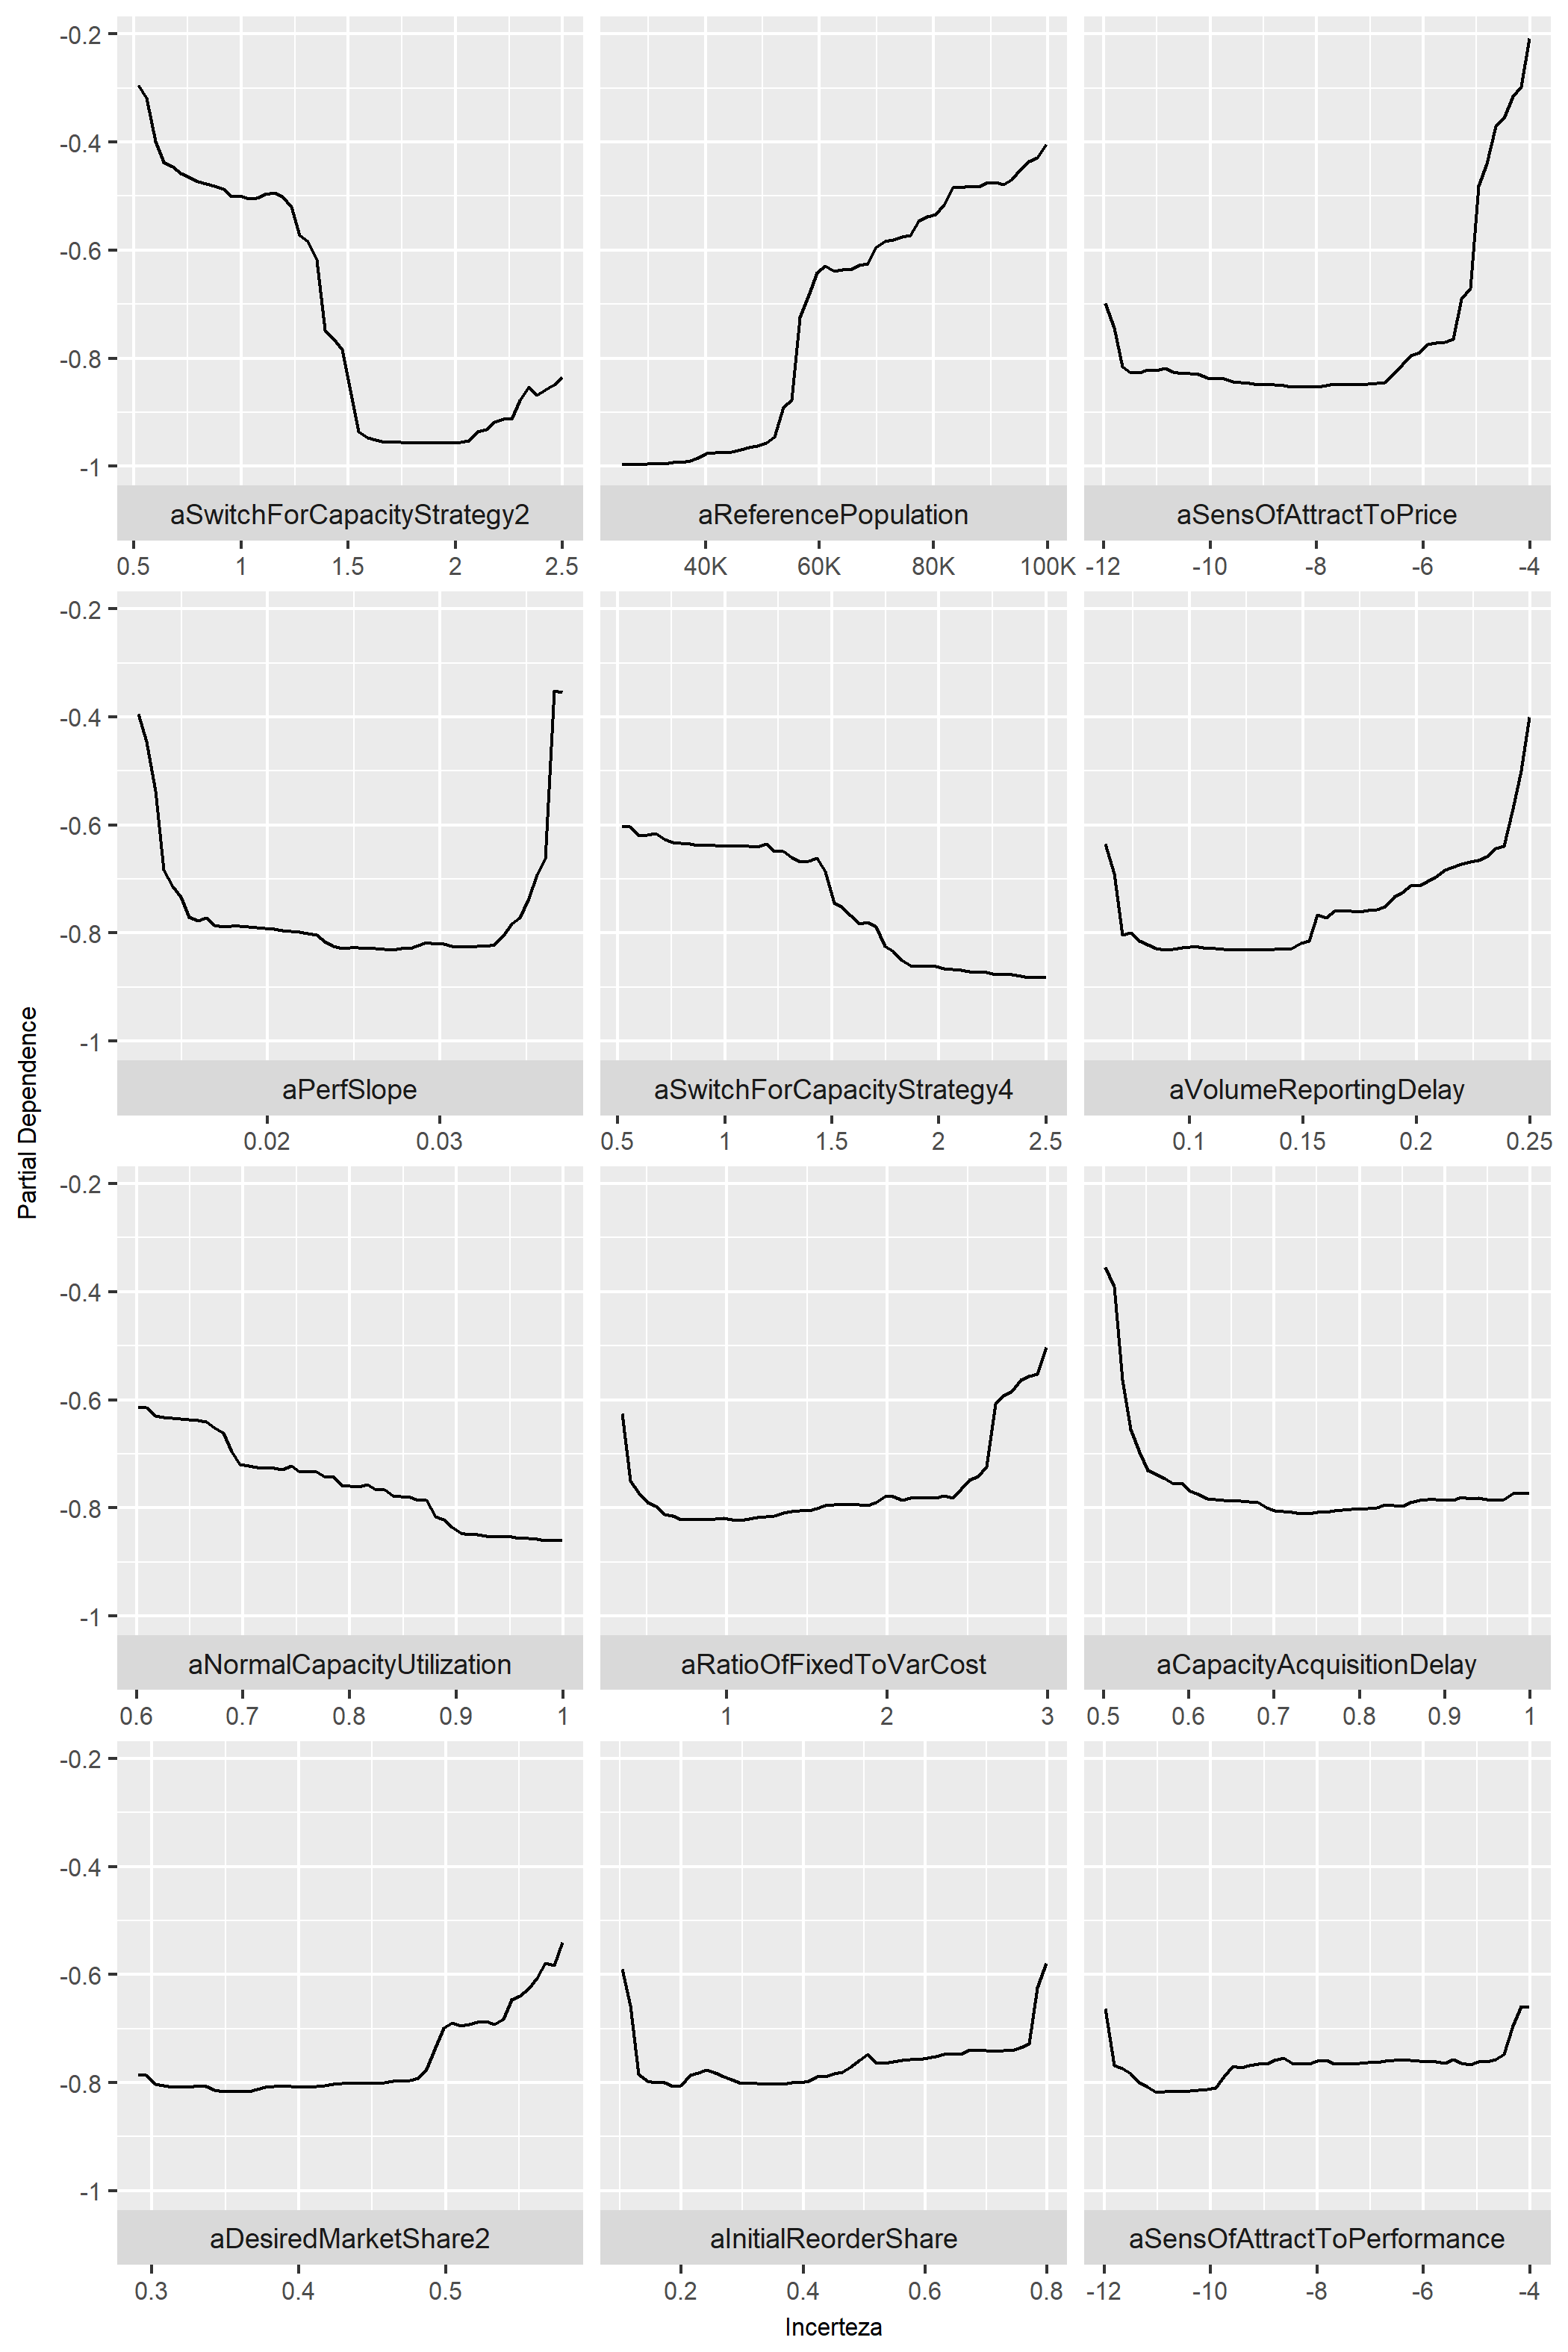 -0.2
-0.4
-0.6
-0.8
-1
aSwitchForCapacityStrategy2 aReferencePopulation aSensOfAttractToPrice
0.5 1 1.5 2 2.5 40K 60K 80K 100K -12 -10 -8 -6 -4
-0.2
-0.4
-0.6
-0.8
-1
aPerfSlope aSwitchForCapacityStrategy4 aVolumeReportingDelay
0.02 0.03 0.5 1 1.5 2 2.5 0.1 0.15 0.2 0.25
Partial Dependence
-0.2
-0.4
-0.6
-0.8
-1
aNormalCapacityUtilization aRatioOfFixedToVarCost aCapacityAcquisitionDelay
0.6 0.7 0.8 0.9 1 1 2 3 0.5 0.6 0.7 0.8 0.9 1
-0.2
-0.4
-0.6
-0.8
-1
aDesiredMarketShare2 aInitialReorderShare aSensOfAttractToPerformance
0.3 0.4 0.5 0.2 0.4 0.6 0.8 -12 -10 -8 -6 -4
Incerteza